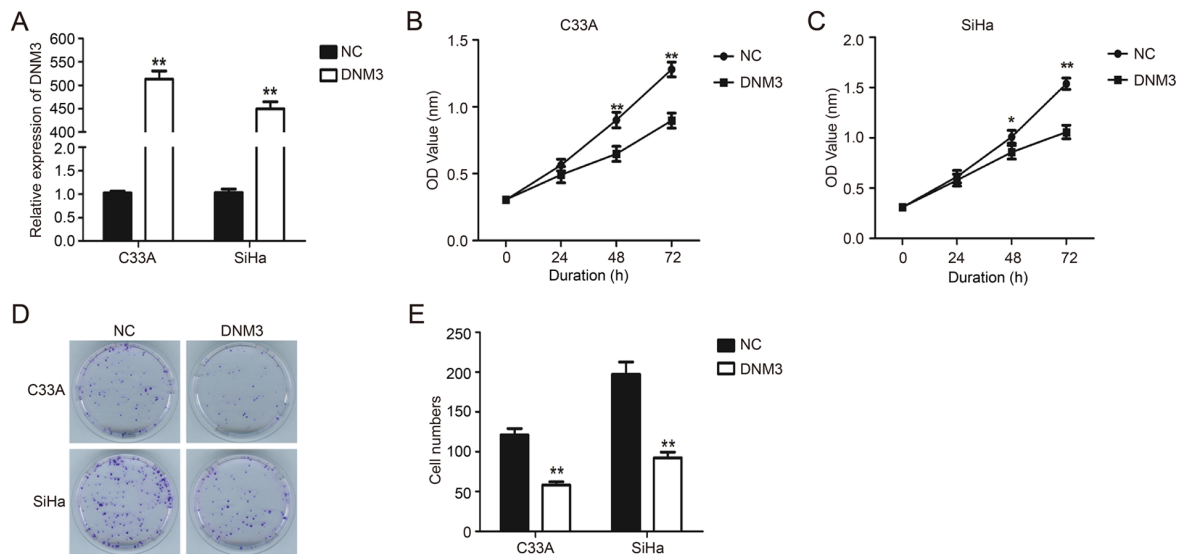 A
Relative expression of DNM3
600
550
500
450
400
2.0
1.5
1.0
0.5
0.0
**
**
C33A
SiHa
NC
DNM3
B
C33A
OD Value (nm)
1.5
1.0
0.5
0.0
**
**
0 24 48 72
Duration (h)
NC
DNM3
C
SiHa
OD Value (nm)
2.0
1.5
1.0
0.5
0.0
*
**
0 24 48 72
Duration (h)
NC
DNM3
D
NC
DNM3
C33A
SiHa
E
Cell numbers
250
200
150
100
50
0
**
**
C33A
SiHa
NC
DNM3